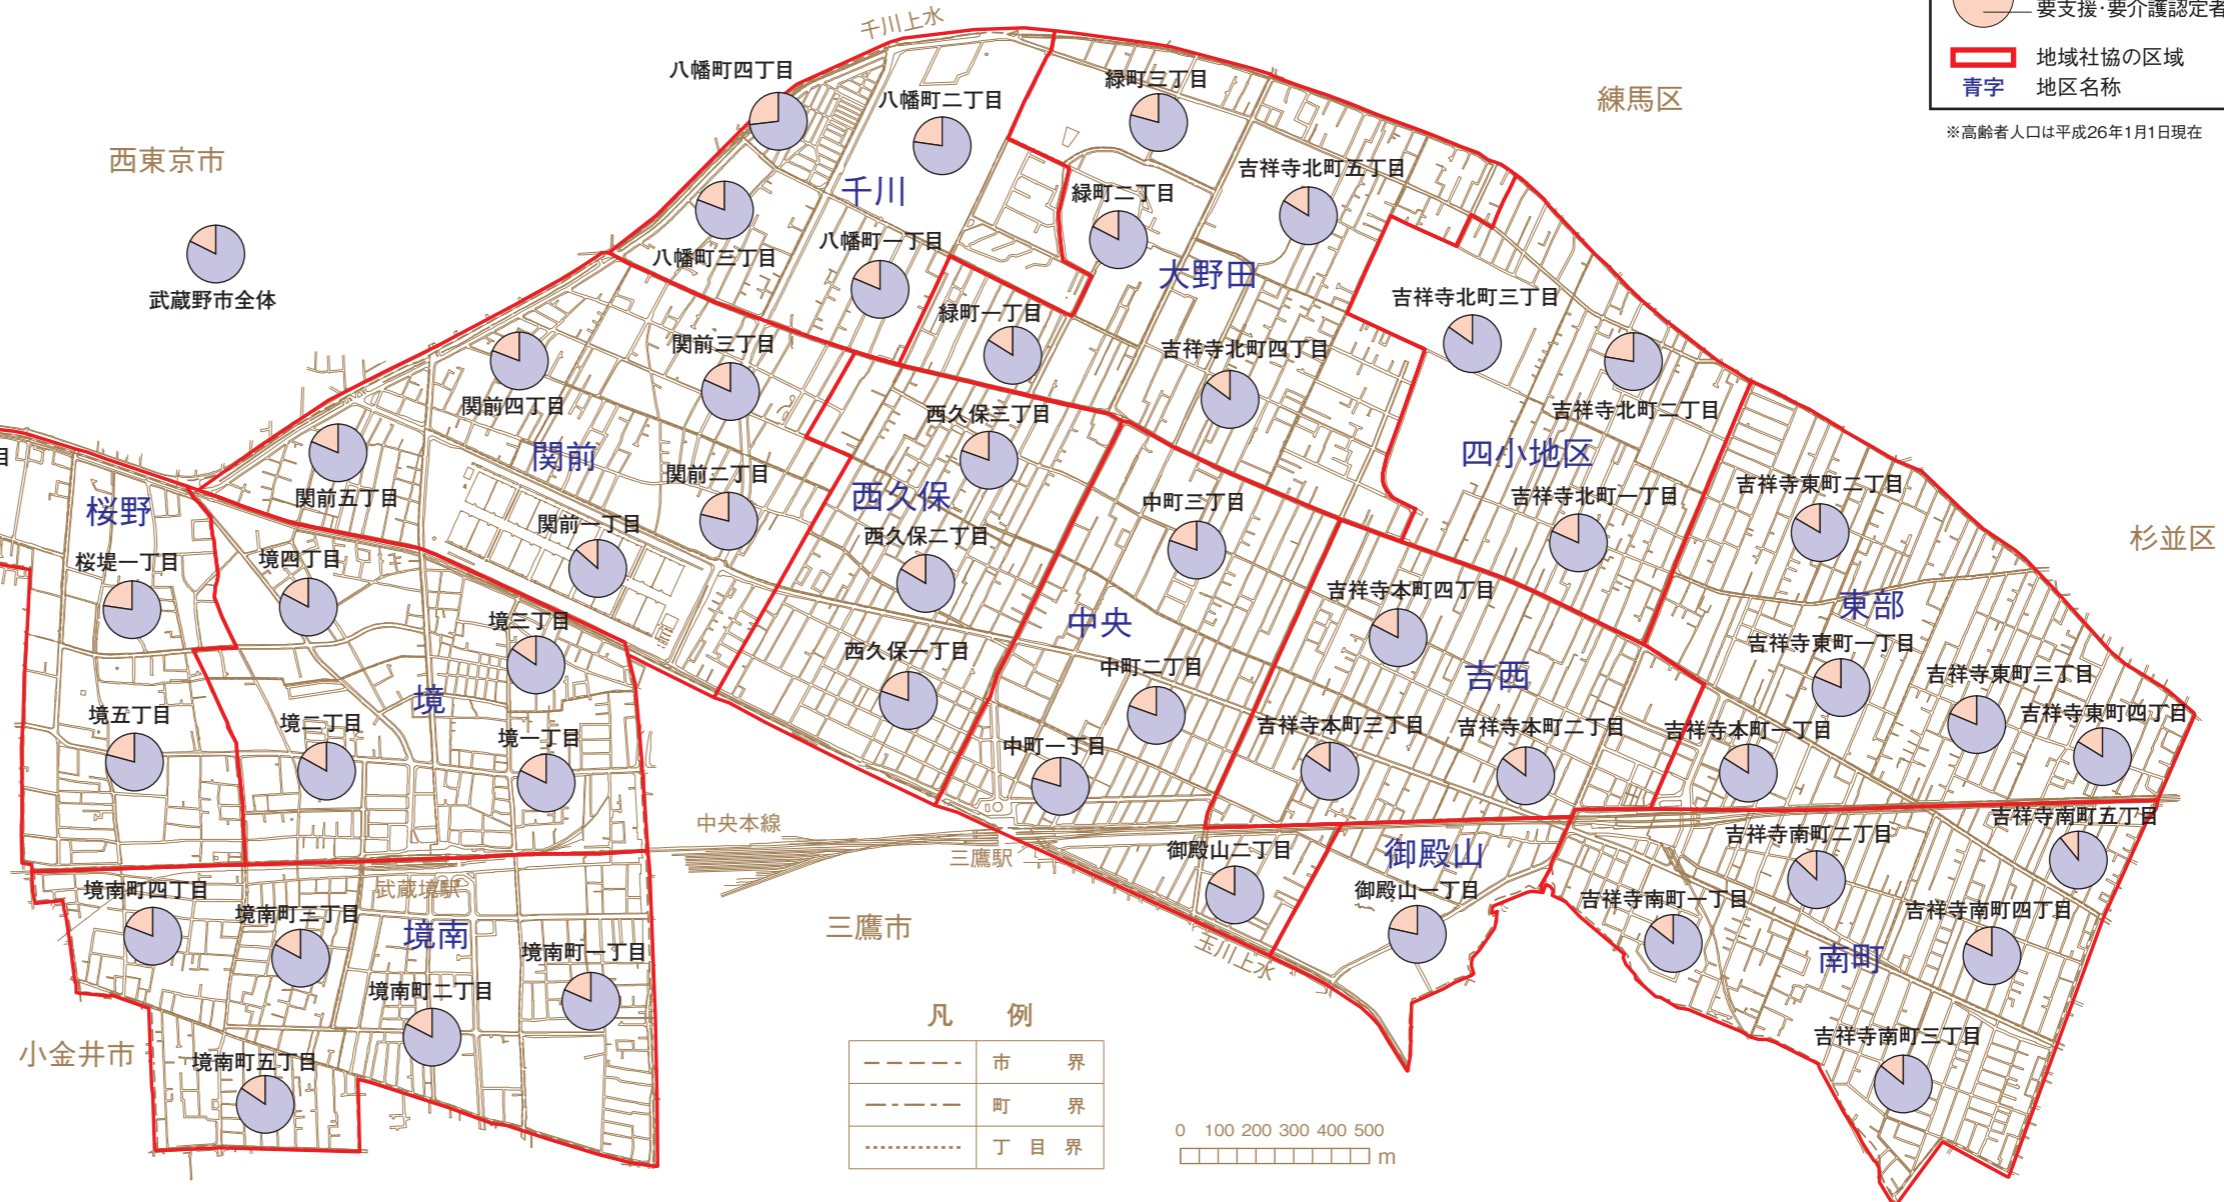 千川上水
要支援・要介護認定者
地域社協の区域
青字 地区名称
※高齢者人口は平成26年1月1日現在
練馬区
西東京市
武蔵野市全体
八幡町四丁目
八幡町二丁目
千川
八幡町三丁目
八幡町一丁目
緑町三丁目
緑町二丁目
吉祥寺北町五丁目
大野田
緑町一丁目
吉祥寺北町四丁目
吉祥寺北町三丁目
吉祥寺北町二丁目
四小地区
吉祥寺北町一丁目
関前三丁目
関前四丁目
関前
関前二丁目
関前五丁目
関前一丁目
西久保三丁目
西久保
西久保二丁目
西久保一丁目
中町三丁目
中央
中町二丁目
中町一丁目
吉祥寺東町二丁目
杉並区
東部
吉祥寺東町一丁目
吉祥寺東町三丁目
吉祥寺東町四丁目
吉祥寺本町四丁目
吉西
吉祥寺本町三丁目
吉祥寺本町二丁目
吉祥寺本町一丁目
目
桜野
桜堤一丁目
境五丁目
境四丁目
境三丁目
境
境二丁目
境一丁目
中央本線
三鷹駅
武蔵境駅
御殿山二丁目
御殿山
御殿山一丁目
玉川上水
三鷹市
吉祥寺南町五丁目
吉祥寺南町二丁目
吉祥寺南町一丁目
吉祥寺南町四丁目
南町
吉祥寺南町三丁目
境南町四丁目
境南町三丁目
境南
境南町一丁目
境南町二丁目
境南町五丁目
小金井市
凡 例
市 界
町 界
丁 目 界
0 100 200 300 400 500
m